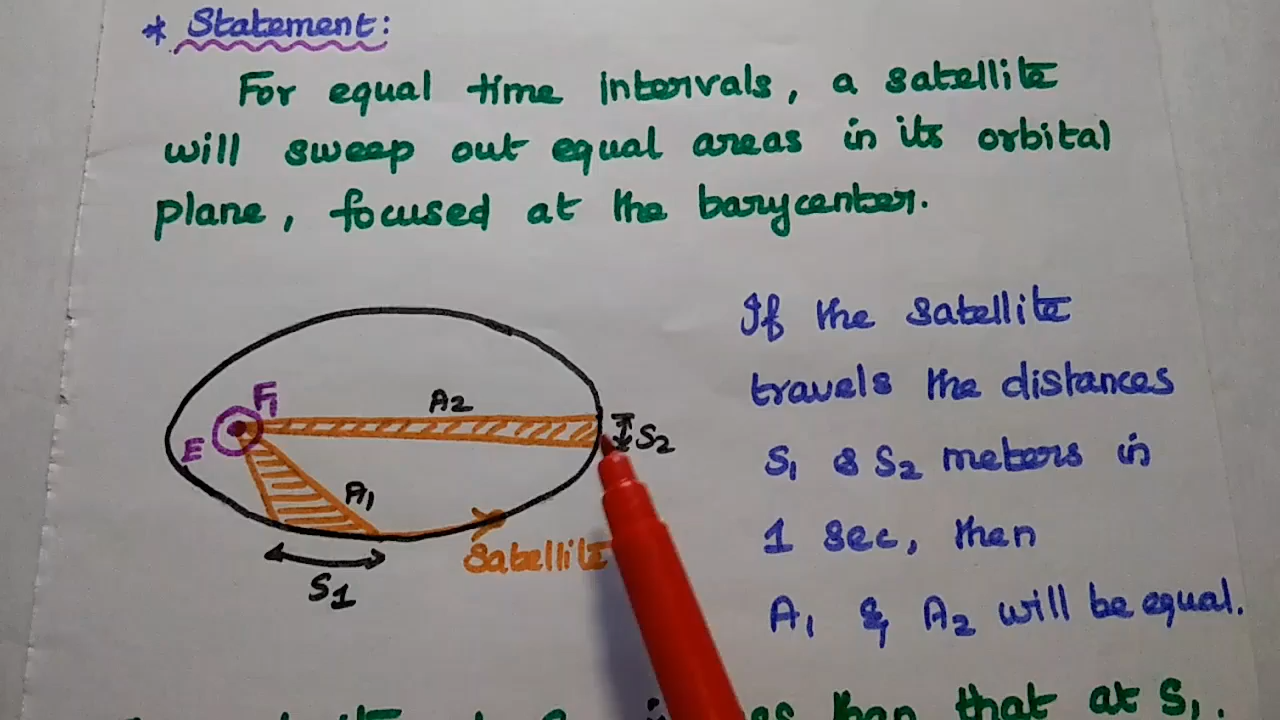 * Statement:
For equal time intervals, a satellite
will sweep out equal areas in its orbital
plane, focused at the barycenter.
If the satellite
travels the distances
S1 & S2 meters in
1 sec, then
A1 & A2 will be equal.
F1
E
A2
S2
A1
Satellite
S1
than that at S1.